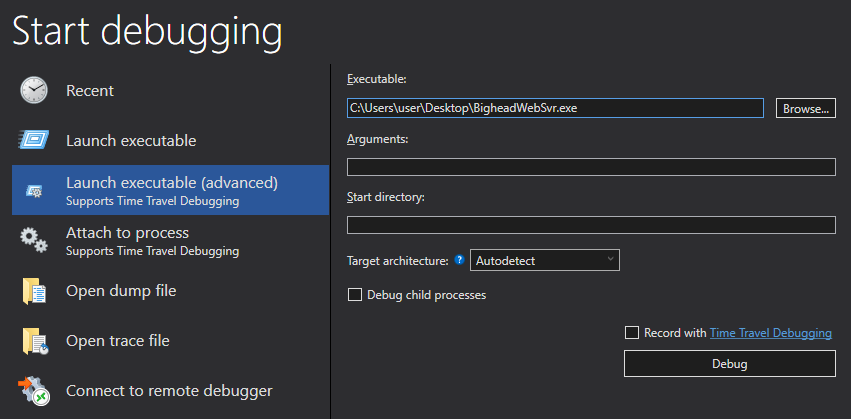 Start debugging
Recent
Launch executable
Launch executable (advanced)
Supports Time Travel Debugging
Attach to process
Supports Time Travel Debugging
Open dump file
Open trace file
Connect to remote debugger
Executable:
C:\Users\user\Desktop\BigheadWebSvr.exe
Browse...
Arguments:
Start directory:
Target architecture: ? Autodetect
Debug child processes
Record with Time Travel Debugging
Debug